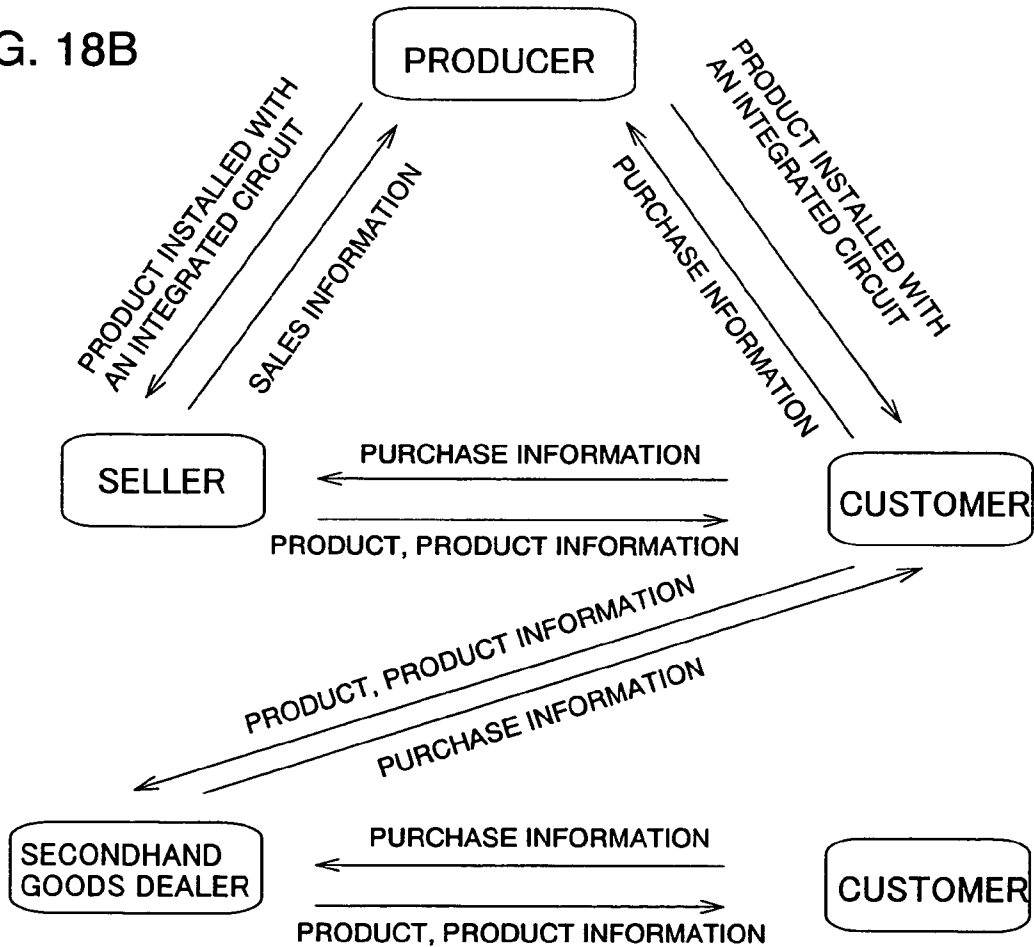 G. 18B
PRODUCER
PRODUCT INSTALLED WITH
AN INTEGRATED CIRCUIT
SALES INFORMATION
PURCHASE INFORMATION
PRODUCT INSTALLED WITH
AN INTEGRATED CIRCUIT
SELLER
PURCHASE INFORMATION
PRODUCT, PRODUCT INFORMATION
CUSTOMER
PRODUCT, PRODUCT INFORMATION
PURCHASE INFORMATION
SECONDHAND
GOODS DEALER
PURCHASE INFORMATION
PRODUCT, PRODUCT INFORMATION
CUSTOMER